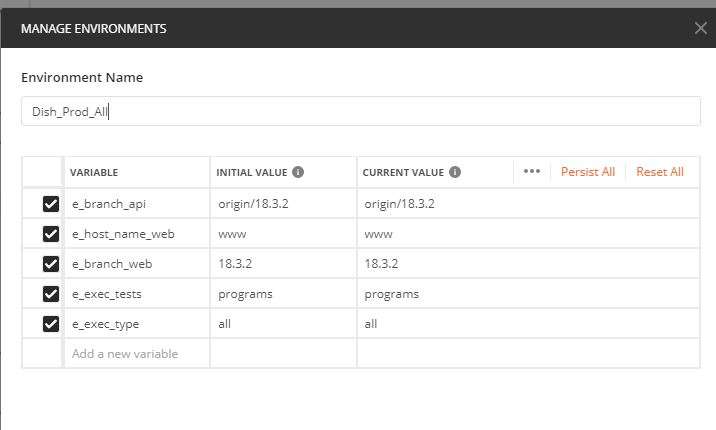 MANAGE ENVIRONMENTS
Environment Name
Dish_Prod_All
VARIABLE INITIAL VALUE CURRENT VALUE ••• Persist All Reset All
e_branch_api origin/18.3.2 origin/18.3.2
e_host_name_web www www
e_branch_web 18.3.2 18.3.2
e_exec_tests programs programs
e_exec_type all all
Add a new variable